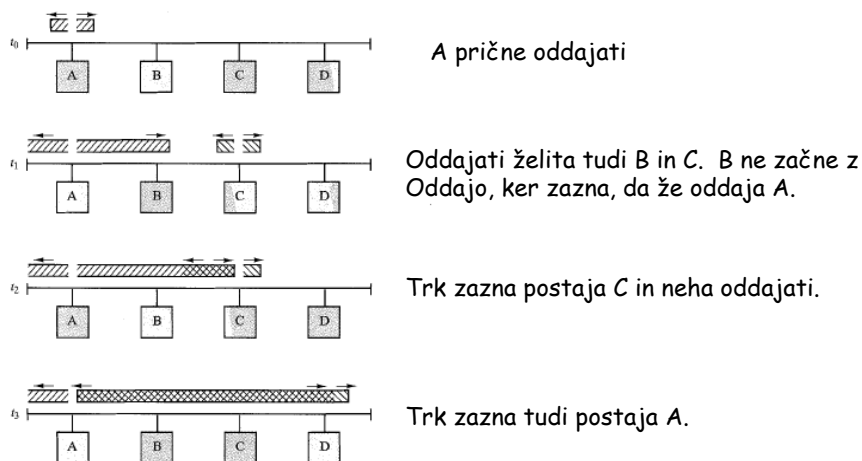 t0
A prične oddajati
A B C D
t1
Oddajati želita tudi B in C. B ne začne z
Oddajo, ker zazna, da že oddaja A.
A B C D
t2
Trk zazna postaja C in neha oddajati.
A B C D
t3
Trk zazna tudi postaja A.
A B C D